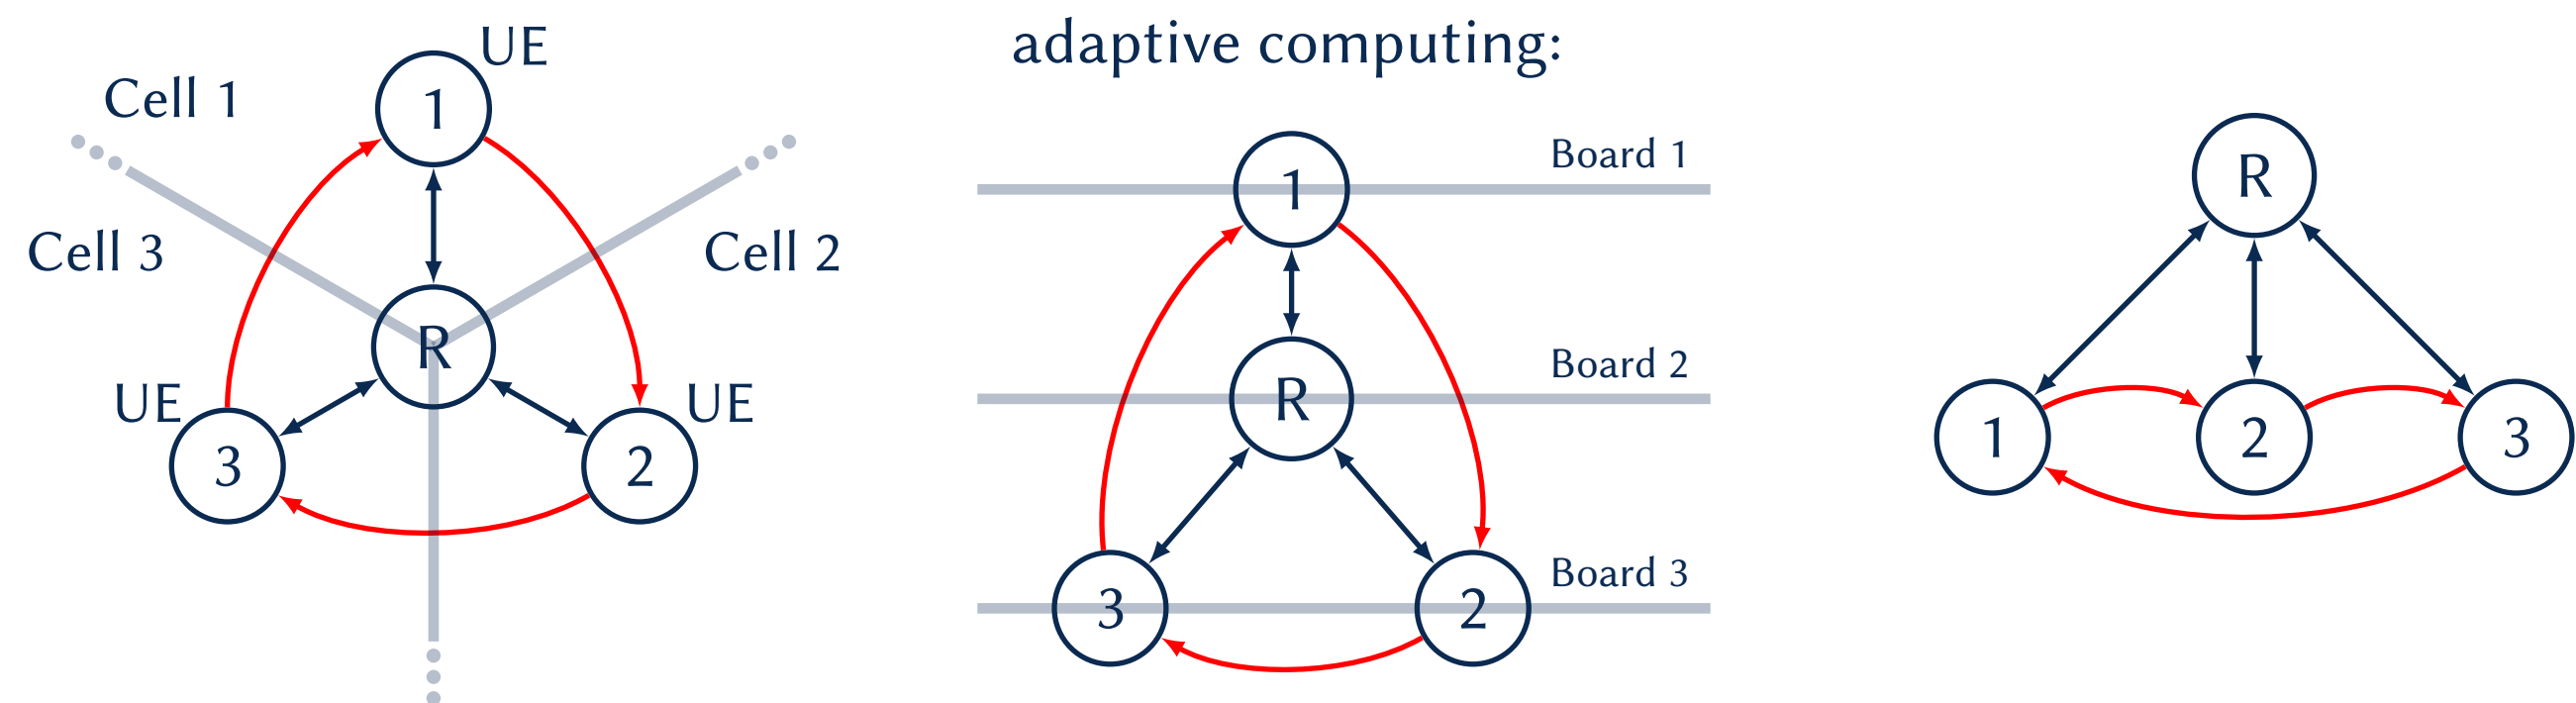 UE
Cell 1
1
Cell 3
Cell 2
R
UE
UE
3
2
adaptive computing:
Board 1
1
Board 2
R
Board 3
3
2
R
1
2
3